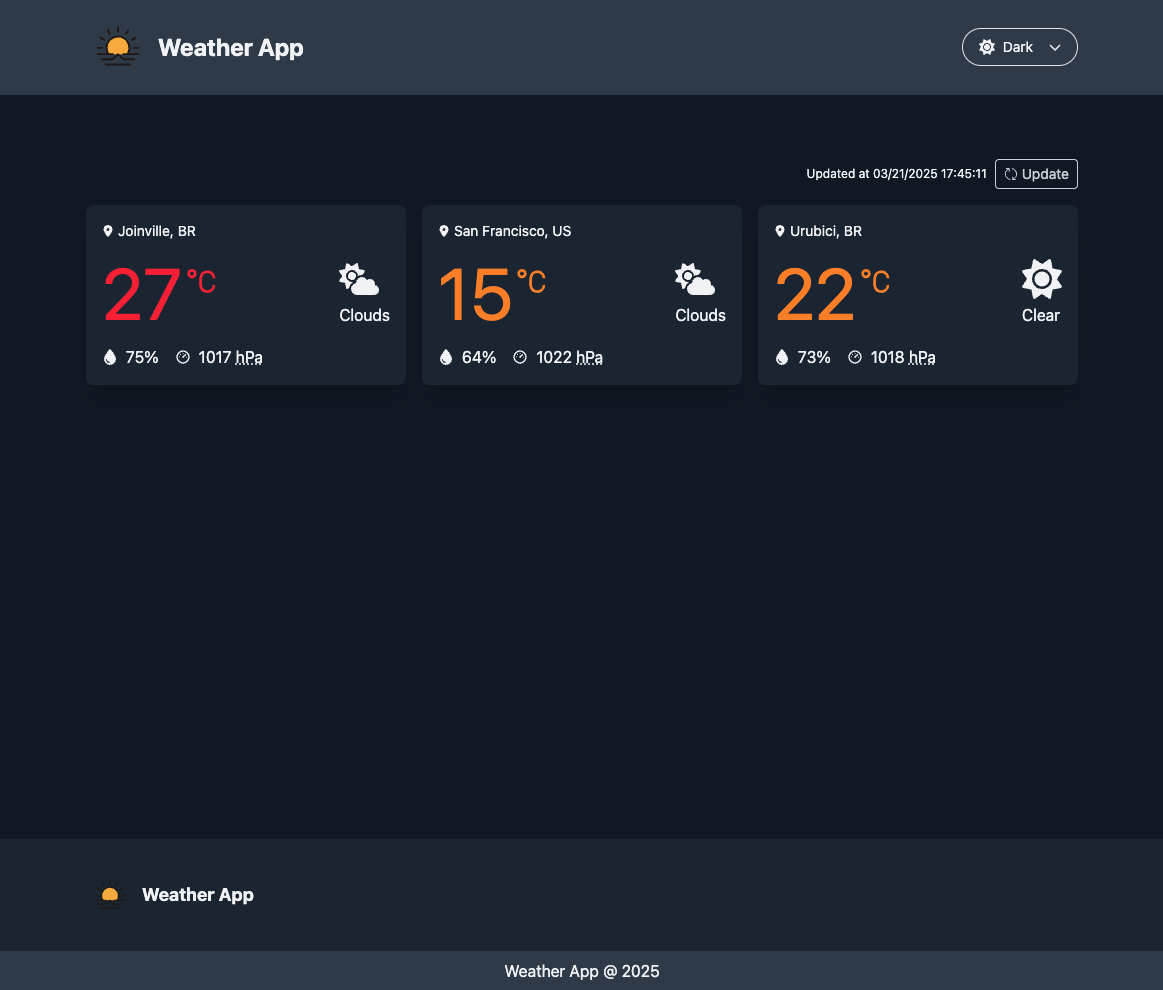 Weather App
Dark
Updated at 03/21/2025 17:45:11 Update
Joinville, BR
27°C
Clouds
75% 1017 hPa
San Francisco, US
15°C
Clouds
64% 1022 hPa
Urubici, BR
22°C
Clear
73% 1018 hPa
Weather App
Weather App @ 2025